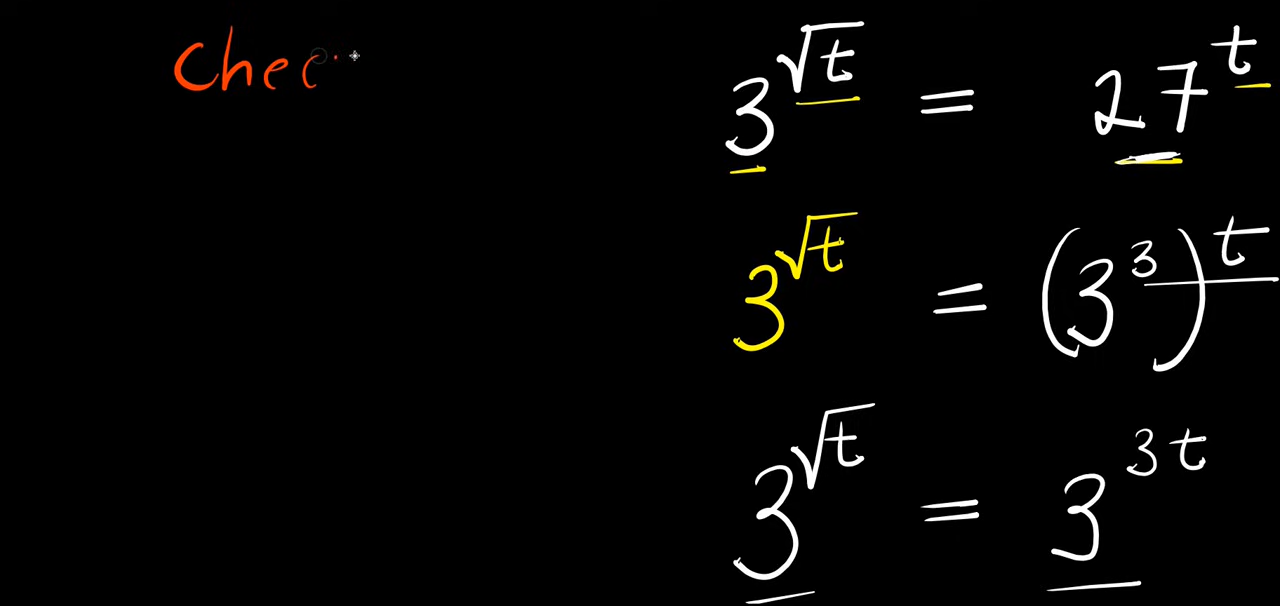 Chec
3^√t = 27^t
3^√t = (3^3)^t
3^√t = 3^3t